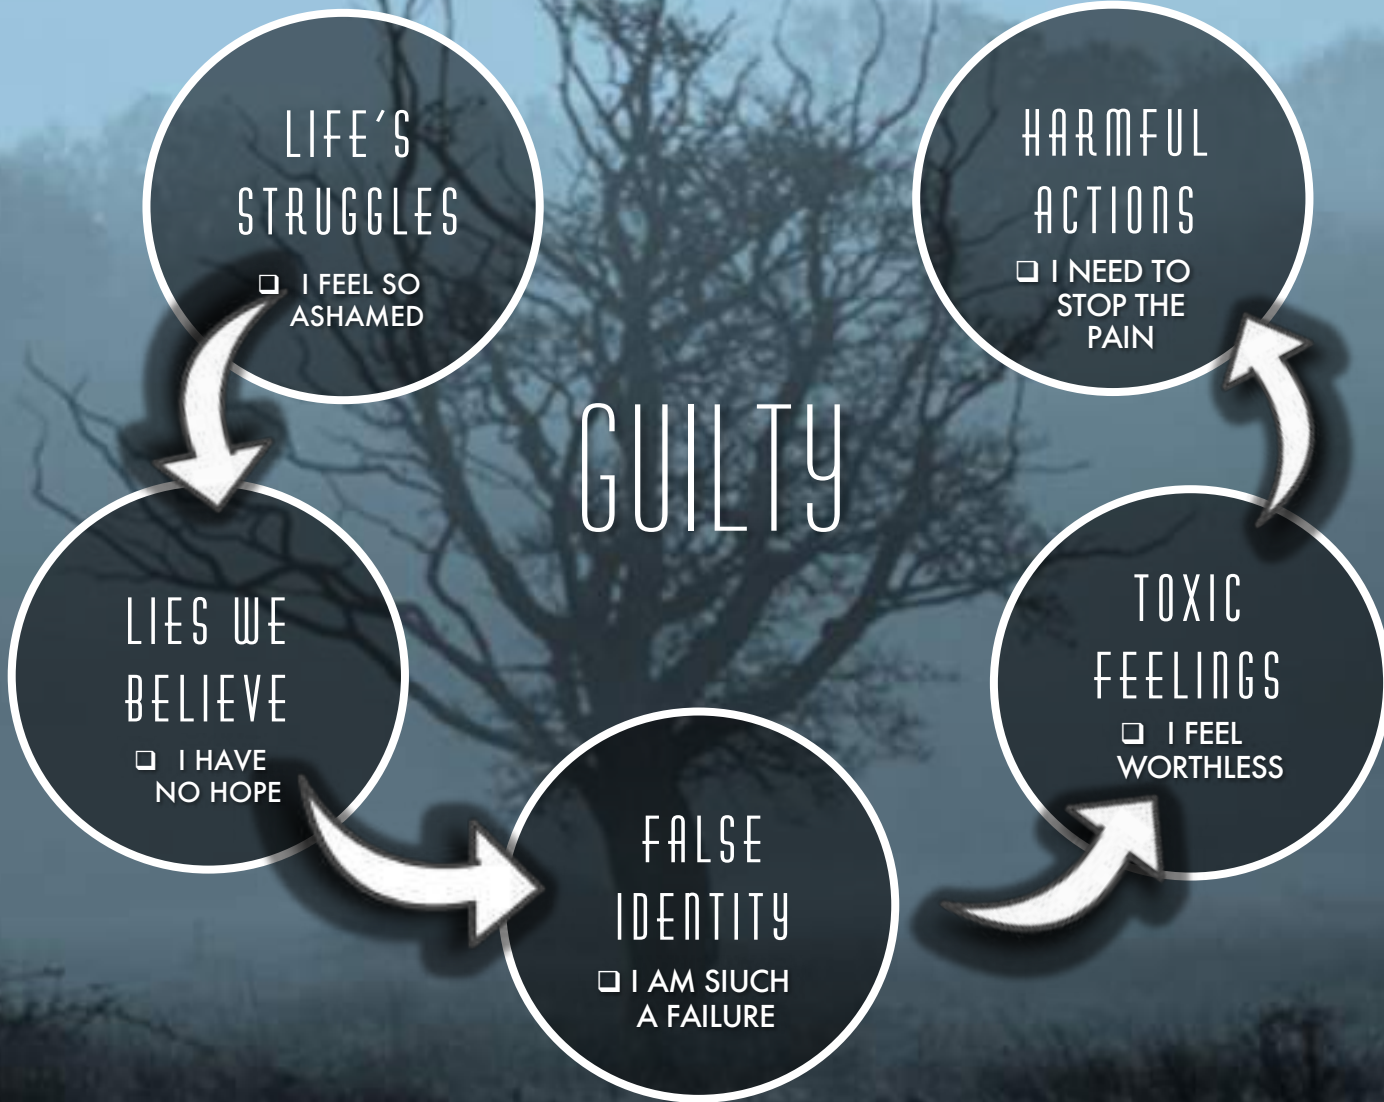 LIFE'S
STRUGGLES
❑ I FEEL SO
ASHAMED
HARMFUL
ACTIONS
❑ I NEED TO
STOP THE
PAIN
GUILTY
LIES WE
BELIEVE
❑ I HAVE
NO HOPE
TOXIC
FEELINGS
❑ I FEEL
WORTHLESS
FALSE
IDENTITY
❑ I AM SIUCH
A FAILURE